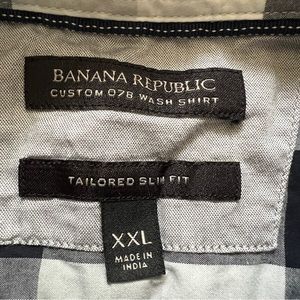 BANANA REPUBLIC
CUSTOM 078 WASH SHIRT
TAILORED SLIM FIT
XXL
MADE IN
INDIA